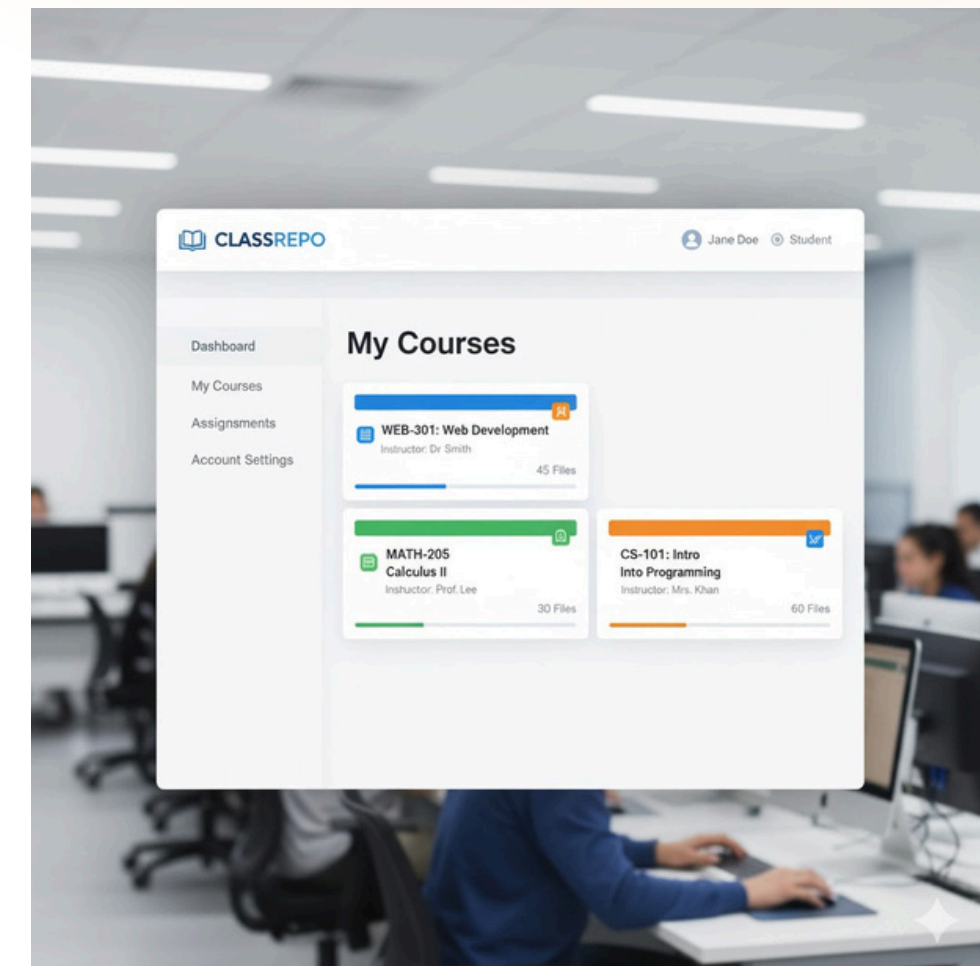 CLASSREPO
Jane Doe
Student
Dashboard
My Courses
Assignsments
Account Settings
My Courses
WEB-301: Web Development
Instructor: Dr Smith
45 Files
MATH-205
Calculus II
Instructor: Prof. Lee
30 Files
CS-101: Intro
Into Programming
Instructor: Mrs. Khan
60 Files